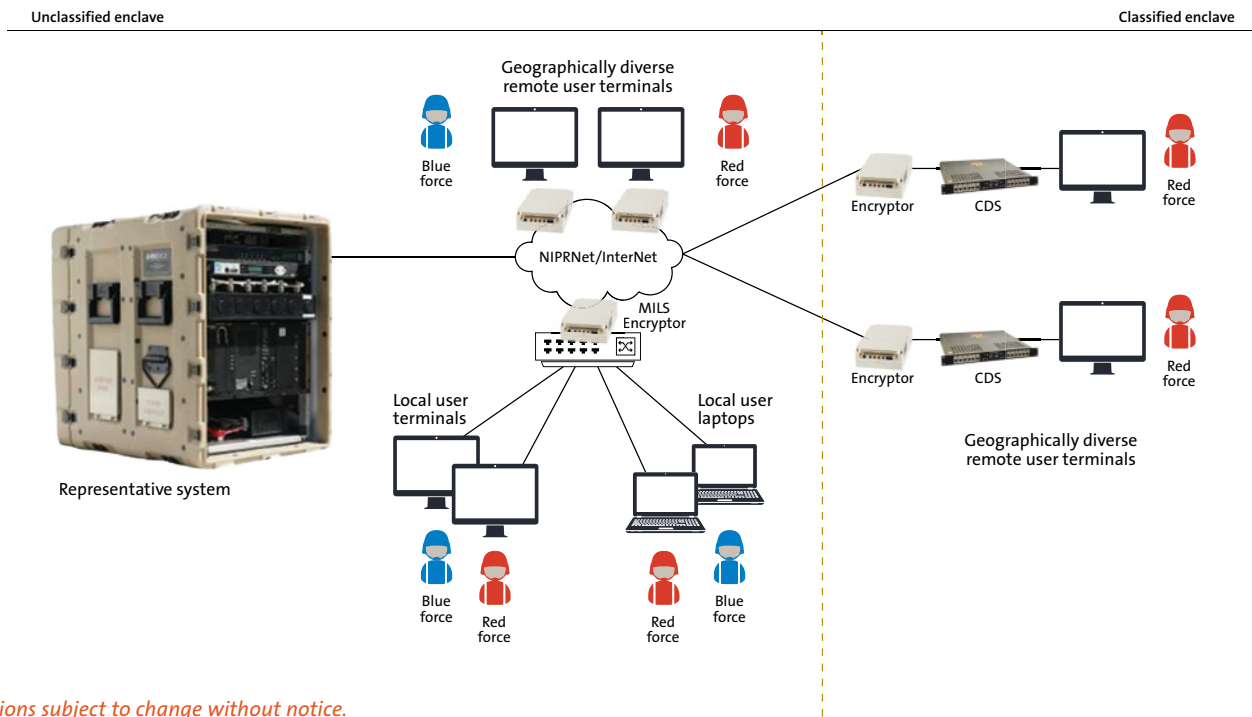 Unclassified enclave
Classified enclave
Geographically diverse
remote user terminals
Blue
force
Red
force
NIPRNet/InterNet
MILS
Encryptor
Encryptor
CDS
Red
force
Encryptor
CDS
Red
force
Geographically diverse
remote user terminals
Representative system
Local user
terminals
Local user
laptops
Blue
force
Red
force
Red
force
Blue
force
ions subject to change without notice.